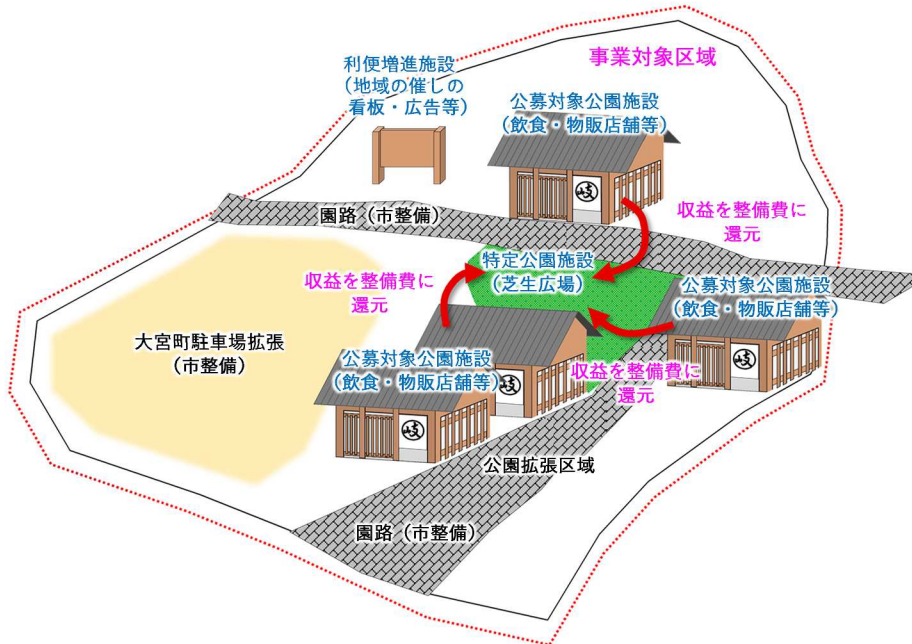 事業対象区域
利便増進施設
(地域の催しの
看板・広告等)
公募対象公園施設
(飲食・物販店舗等)
岐
園路(市整備)
収益を整備費に
還元
特定公園施設
(芝生広場)
収益を整備費に
還元
公募対象公園施設
(飲食・物販店舗等)
岐
大宮町駐車場拡張
(市整備)
公募対象公園施設
(飲食・物販店舗等)
岐
岐
収益を整備費に
還元
公園拡張区域
園路(市整備)